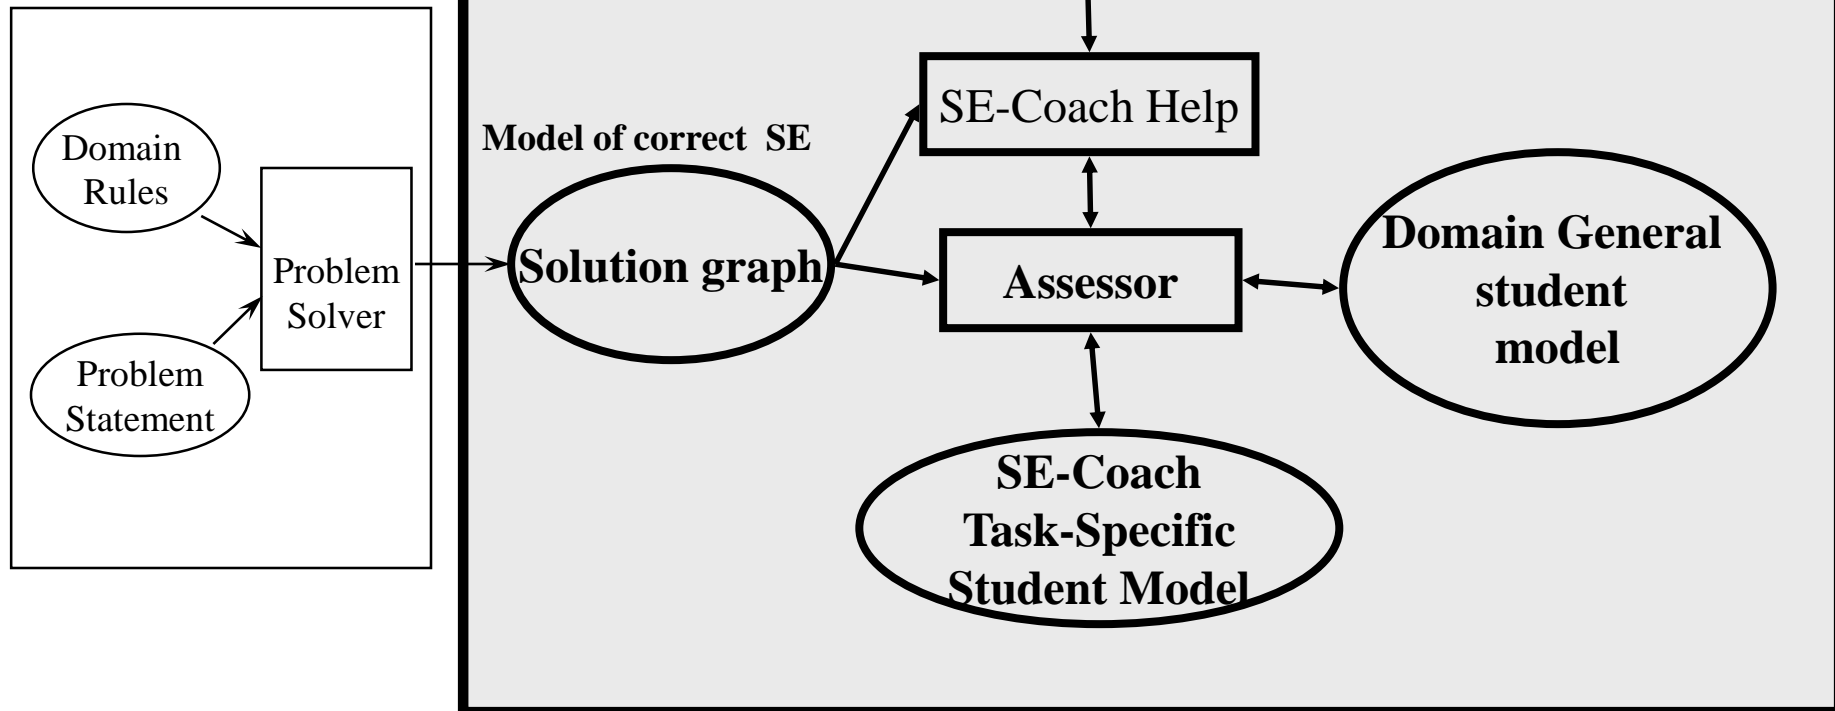 Domain
Rules
Problem
Statement
Problem
Solver
Model of correct SE
Solution graph
SE-Coach Help
Assessor
Domain General
student
model
SE-Coach
Task-Specific
Student Model